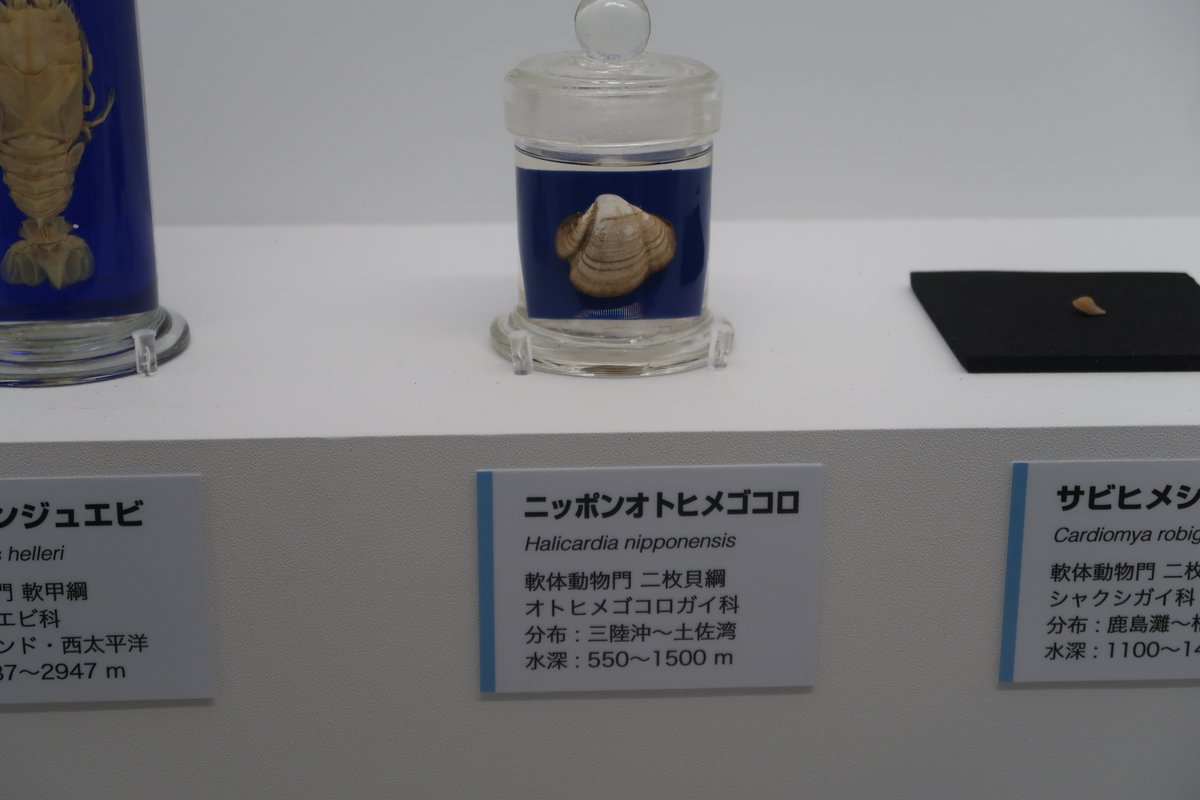 ンジュエビ
helleri
門 軟甲綱
エビ科
ンド・西太平洋
37～2947 m
ニッポンオトヒメゴコロ
Halicardia nipponensis
軟体動物門 二枚貝綱
オトヒメゴコロガイ科
分布：三陸沖～土佐湾
水深：550～1500 m
サビヒメシ
Cardiomya robig
軟体動物門 二枚
シャクシガイ科
分布：鹿島灘～
水深：1100～14